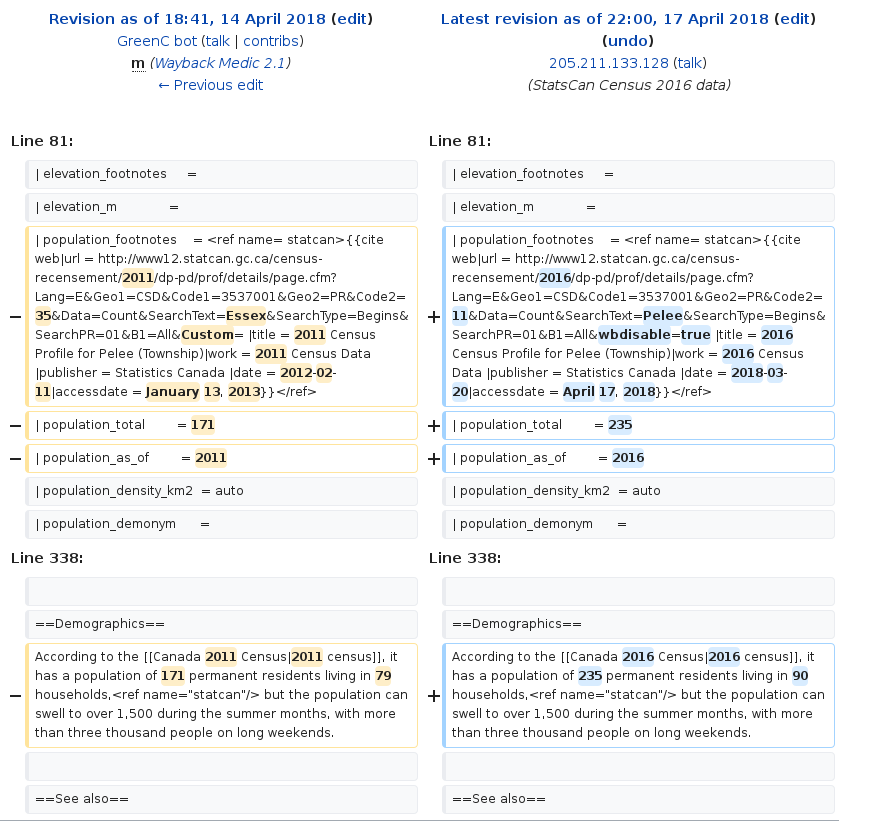 Revision as of 18:41, 14 April 2018 (edit)
GreenC bot (talk | contribs)
m (Wayback Medic 2.1)
← Previous edit
Latest revision as of 22:00, 17 April 2018 (edit)
(undo)
205.211.133.128 (talk)
(StatsCan Census 2016 data)
Line 81:
Line 81:
| elevation_footnotes     =
| elevation_footnotes     =
| elevation_m             =
| elevation_m             =
− | population_footnotes    = <ref name= statcan>{{cite
web|url = http://www12.statcan.gc.ca/census-
recensement/2011/dp-pd/prof/details/page.cfm?
Lang=E&Geo1=CSD&Code1=3537001&Geo2=PR&Code2=
35&Data=Count&SearchText=Essex&SearchType=Begins&
SearchPR=01&B1=All&Custom= |title = 2011 Census
Profile for Pelee (Township)|work = 2011 Census Data
|publisher = Statistics Canada |date = 2012-02-
11|accessdate = January 13, 2013}}</ref>
+ | population_footnotes    = <ref name= statcan>{{cite
web|url = http://www12.statcan.gc.ca/census-
recensement/2016/dp-pd/prof/details/page.cfm?
Lang=E&Geo1=CSD&Code1=3537001&Geo2=PR&Code2=
11&Data=Count&SearchText=Pelee&SearchType=Begins&
SearchPR=01&B1=All&wbdisable=true |title = 2016
Census Profile for Pelee (Township)|work = 2016 Census
Data |publisher = Statistics Canada |date = 2018-03-
20|accessdate = April 17, 2018}}</ref>
− | population_total        = 171
+ | population_total        = 235
− | population_as_of        = 2011
+ | population_as_of        = 2016
| population_density_km2  = auto
| population_density_km2  = auto
| population_demonym      =
| population_demonym      =
Line 338:
Line 338:
==Demographics==
==Demographics==
− According to the [[Canada 2011 Census|2011 census]], it
has a population of 171 permanent residents living in 79
households,<ref name="statcan"/> but the population can
swell to over 1,500 during the summer months, with more
than three thousand people on long weekends.
+ According to the [[Canada 2016 Census|2016 census]], it
has a population of 235 permanent residents living in 90
households,<ref name="statcan"/> but the population can
swell to over 1,500 during the summer months, with more
than three thousand people on long weekends.
==See also==
==See also==